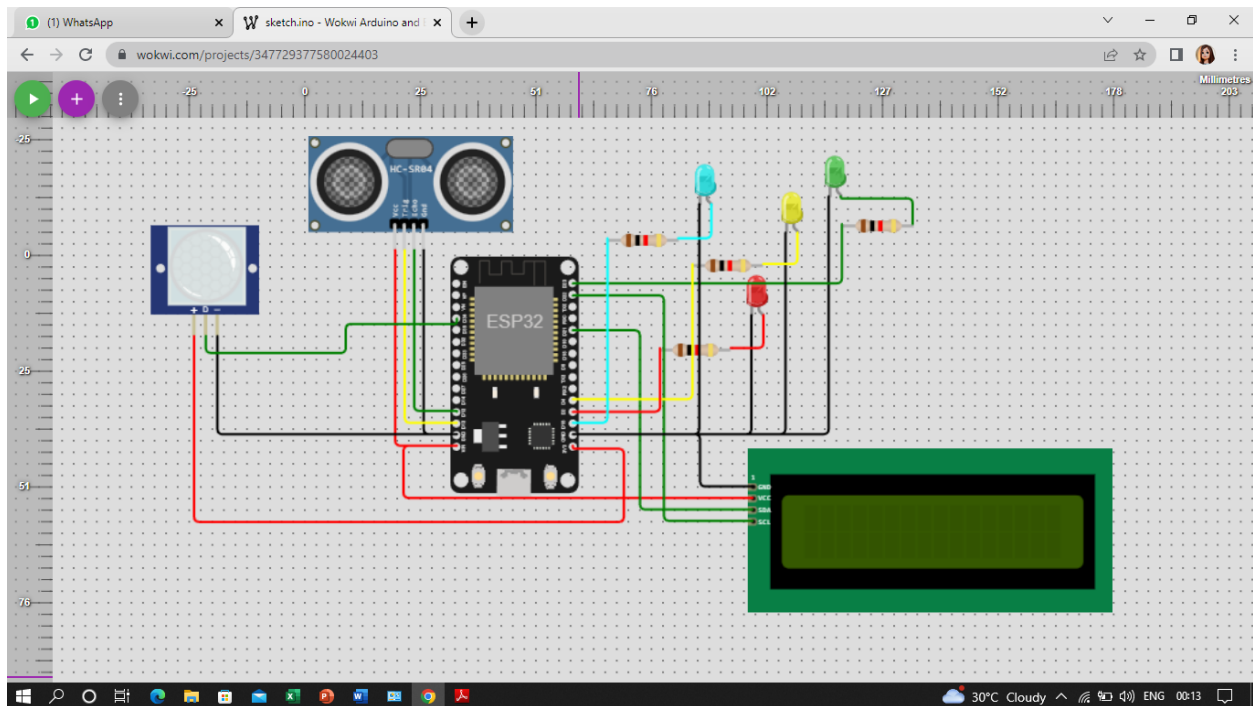 (1) WhatsApp
sketch.ino - Wokwi Arduino and
wokwi.com/projects/347729377580024403
Millimetres
-25 0 25 51 76 102 127 152 178 203
-25
0
25
51
76
HC-SR04
Vcc
Trig
Echo
Gnd
+ D -
ESP32
1
GND
VCC
SDA
SCL
30°C Cloudy ENG 00:13